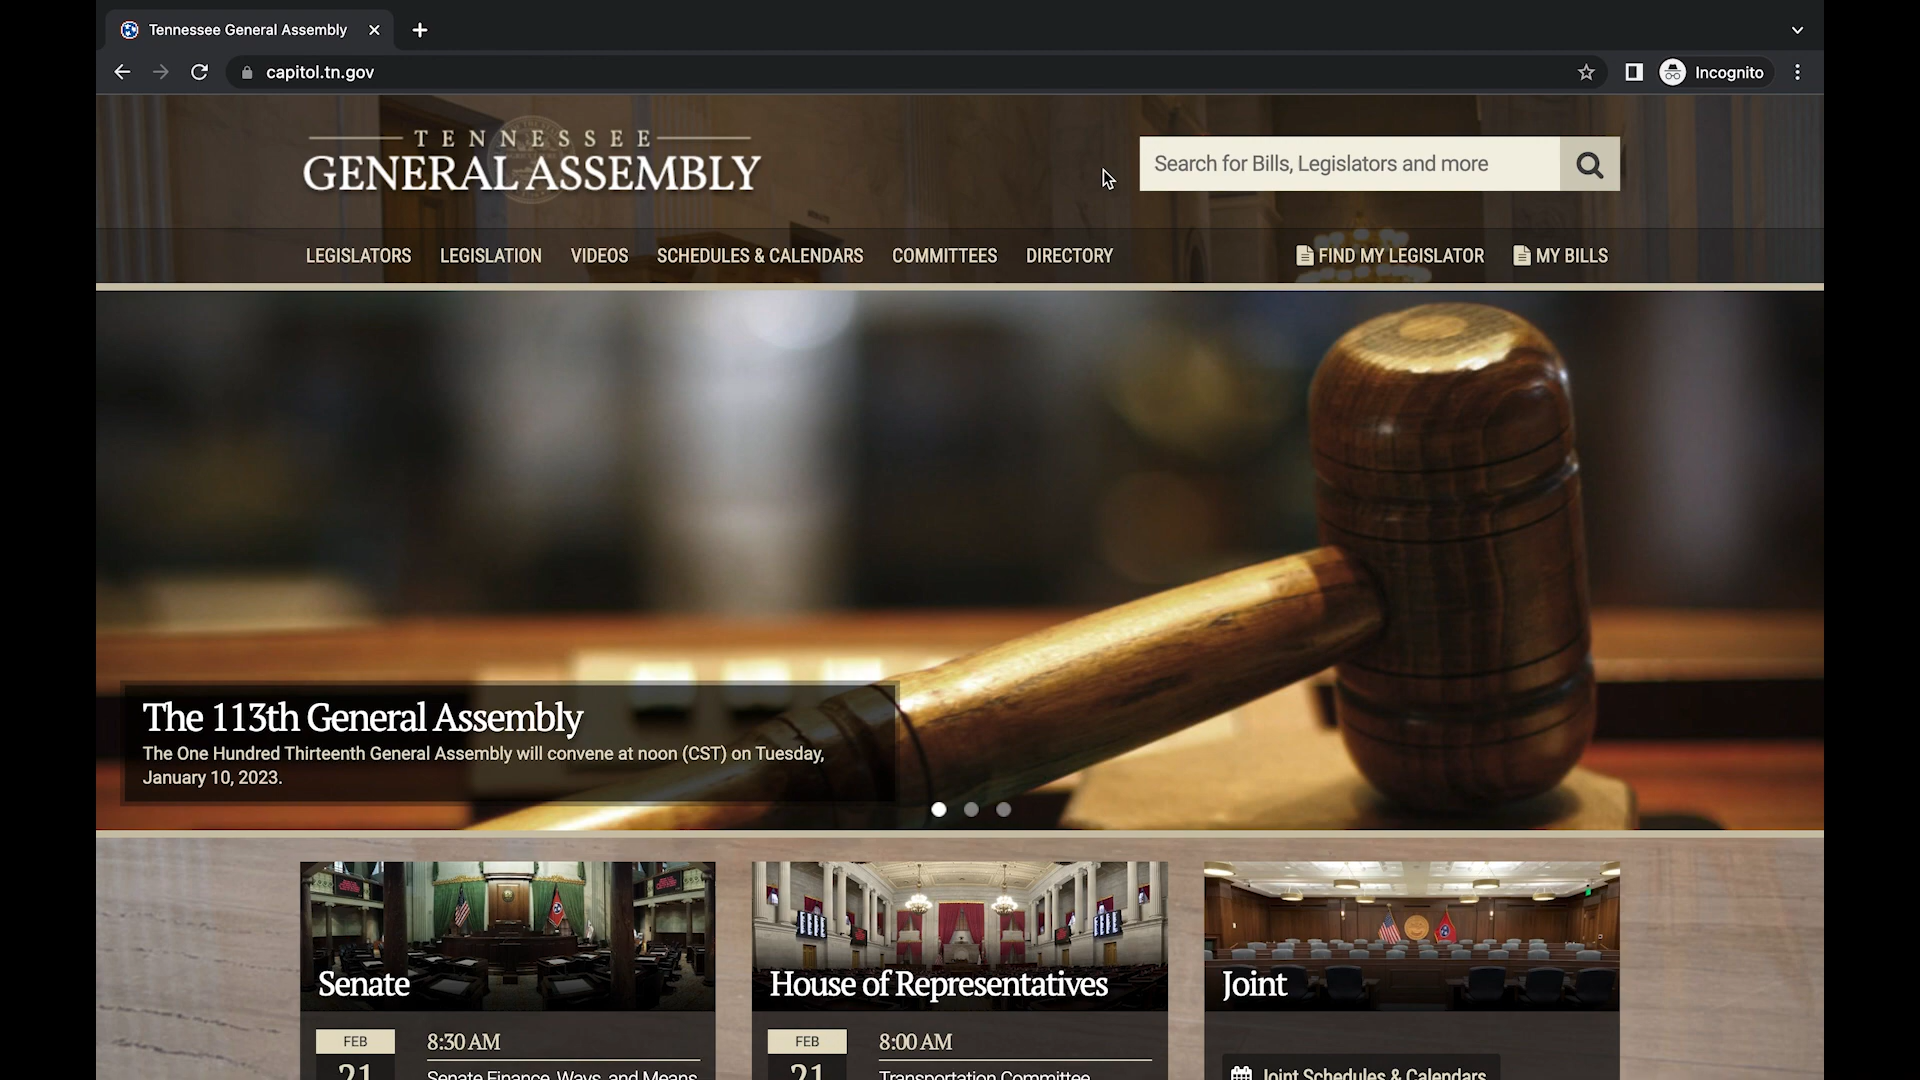 Tennessee General Assembly
capitol.tn.gov
Incognito
TENNESSEE
GENERAL ASSEMBLY
Search for Bills, Legislators and more
LEGISLATORS LEGISLATION VIDEOS SCHEDULES & CALENDARS COMMITTEES DIRECTORY FIND MY LEGISLATOR MY BILLS
The 113th General Assembly
The One Hundred Thirteenth General Assembly will convene at noon (CST) on Tuesday,
January 10, 2023.
Senate
House of Representatives
Joint
FEB 8:30 AM
21 Senate Finance, Ways, and Means
FEB 8:00 AM
21 Transportation Committee
Joint Schedules & Calendars